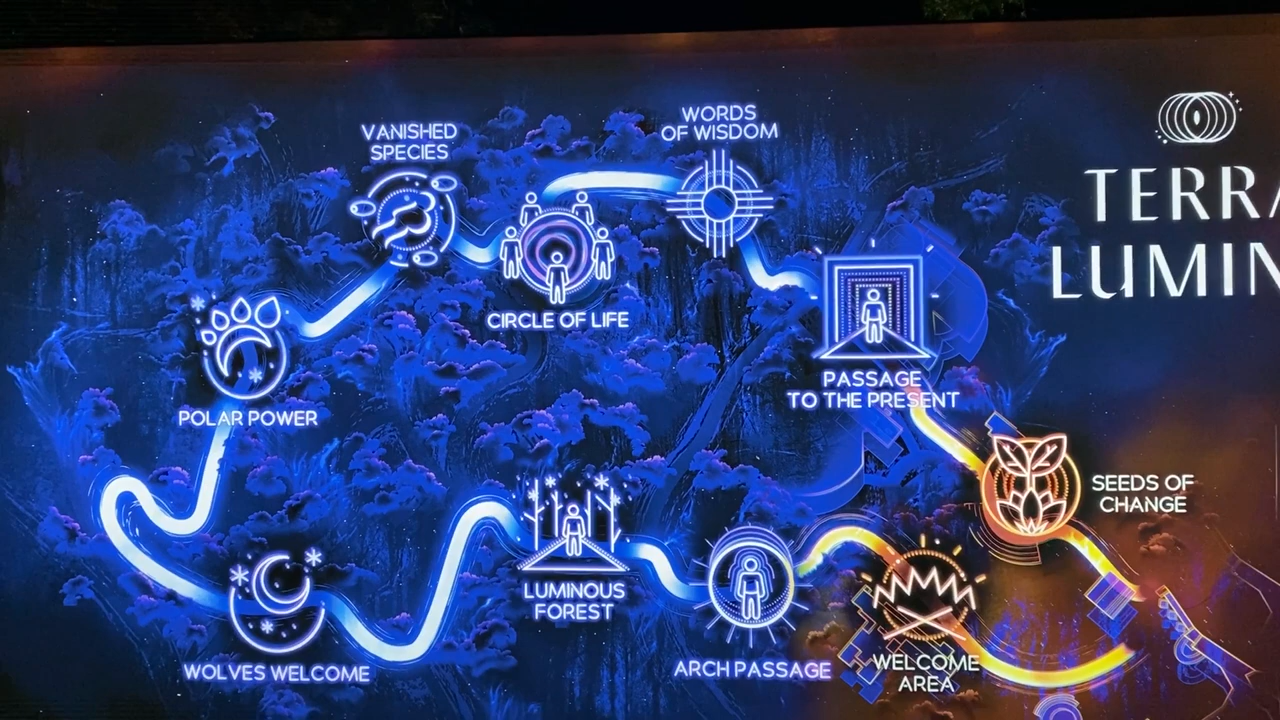 WORDS
OF WISDOM
VANISHED
SPECIES
TERRA
LUMIN
CIRCLE OF LIFE
PASSAGE
TO THE PRESENT
POLAR POWER
SEEDS OF
CHANGE
LUMINOUS
FOREST
WOLVES WELCOME
ARCH PASSAGE
WELCOME
AREA